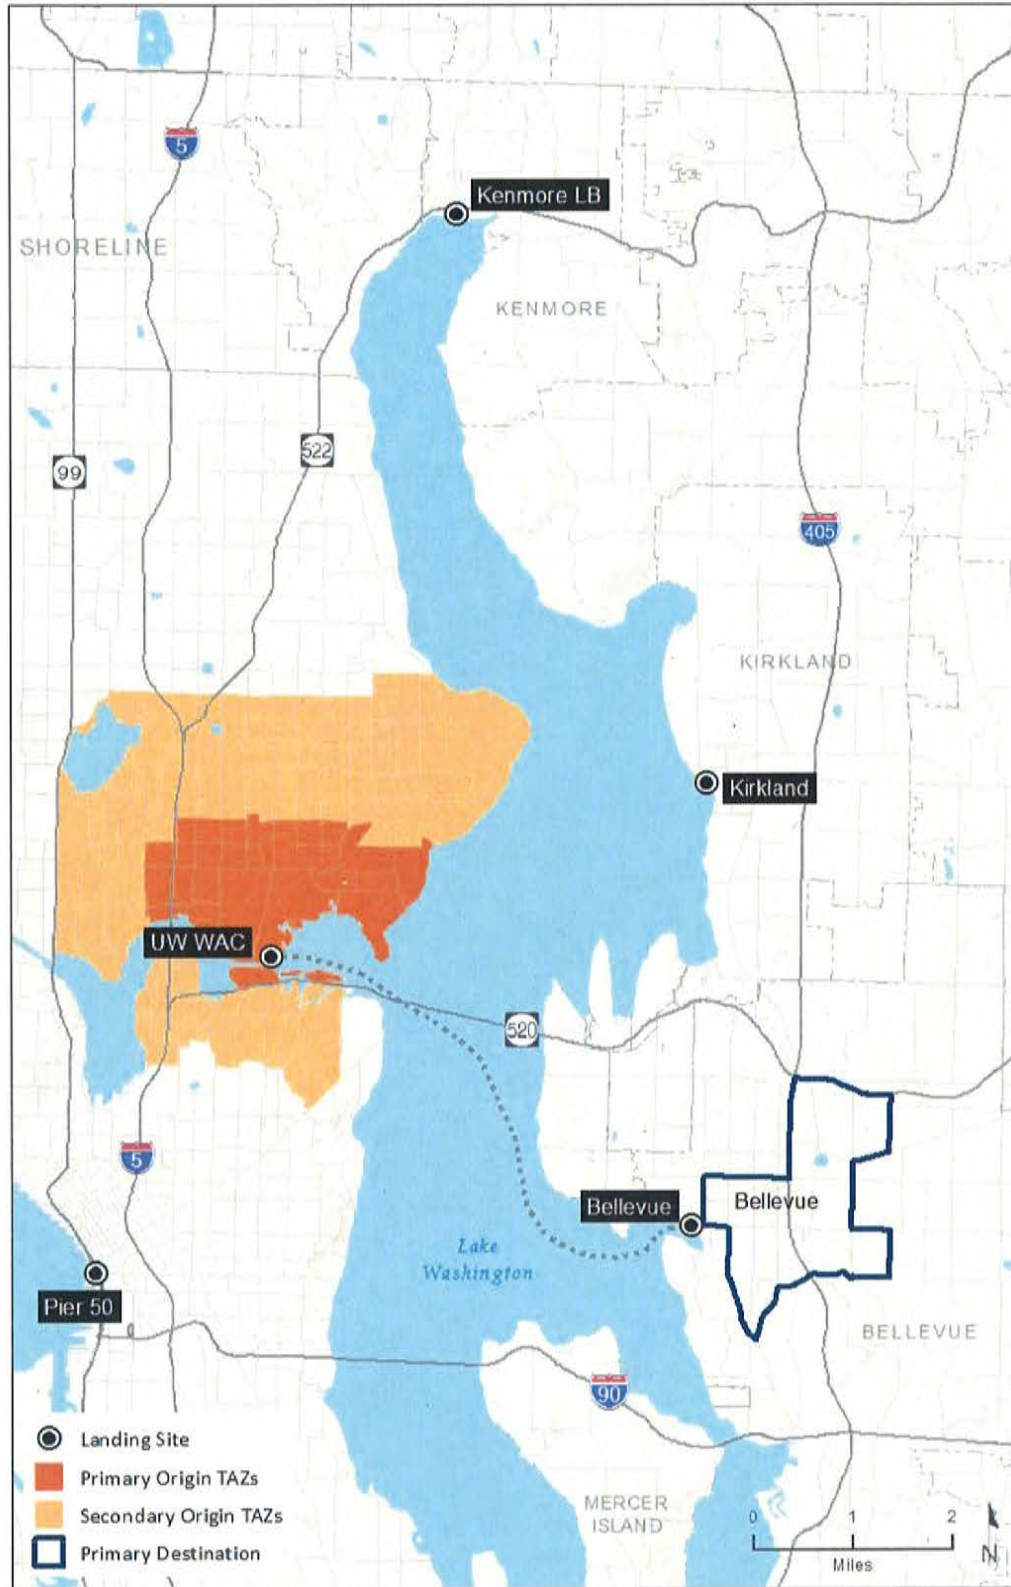 5
Kenmore LB
SHORELINE
KENMORE
522
99
405
KIRKLAND
Kirkland
UW WAC
520
5
Bellevue
Bellevue
Lake
Washington
Pier 50
BELLEVUE
90
Landing Site
Primary Origin TAZs
Secondary Origin TAZs
Primary Destination
MERCER
ISLAND
0 1 2
Miles
N